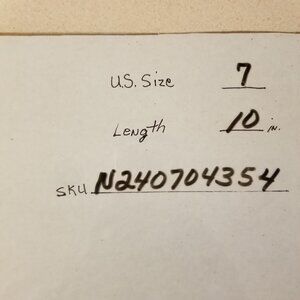 U.S. Size 7
Length 10 in.
SKU N240704354